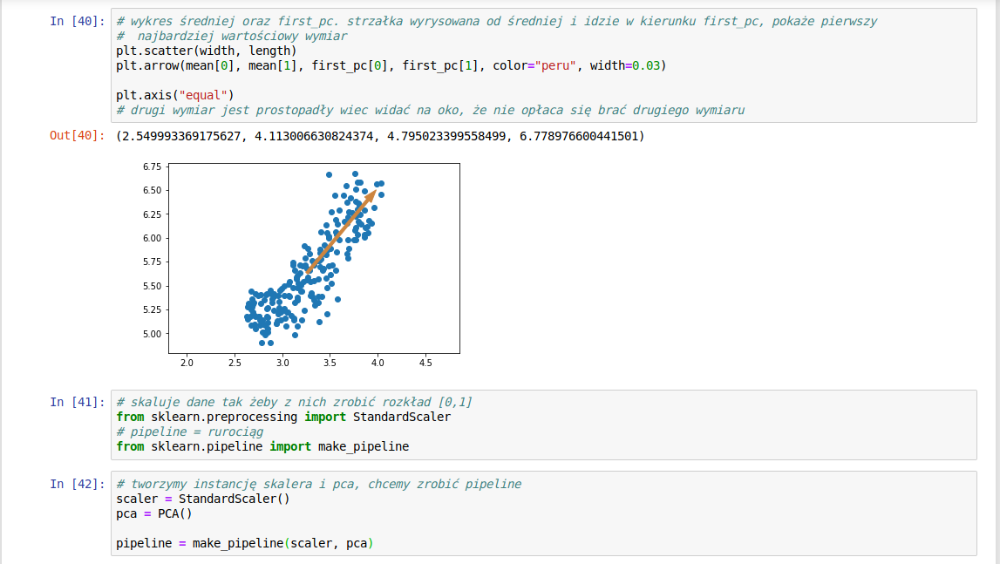 In [40]: # wykres średniej oraz first_pc. strzałka wyrysowana od średniej i idzie w kierunku first_pc, pokaże pierwszy
#  najbardziej wartościowy wymiar
plt.scatter(width, length)
plt.arrow(mean[0], mean[1], first_pc[0], first_pc[1], color="peru", width=0.03)
plt.axis("equal")
# drugi wymiar jest prostopadły wiec widać na oko, że nie opłaca się brać drugiego wymiaru
Out[40]: (2.549993369175627, 4.113006630824374, 4.795023399558499, 6.778976600441501)
6.75
6.50
6.25
6.00
5.75
5.50
5.25
5.00
2.0 2.5 3.0 3.5 4.0 4.5
In [41]: # skaluje dane tak żeby z nich zrobić rozkład [0,1]
from sklearn.preprocessing import StandardScaler
# pipeline = rurociąg
from sklearn.pipeline import make_pipeline
In [42]: # tworzymy instancję skalera i pca, chcemy zrobić pipeline
scaler = StandardScaler()
pca = PCA()
pipeline = make_pipeline(scaler, pca)